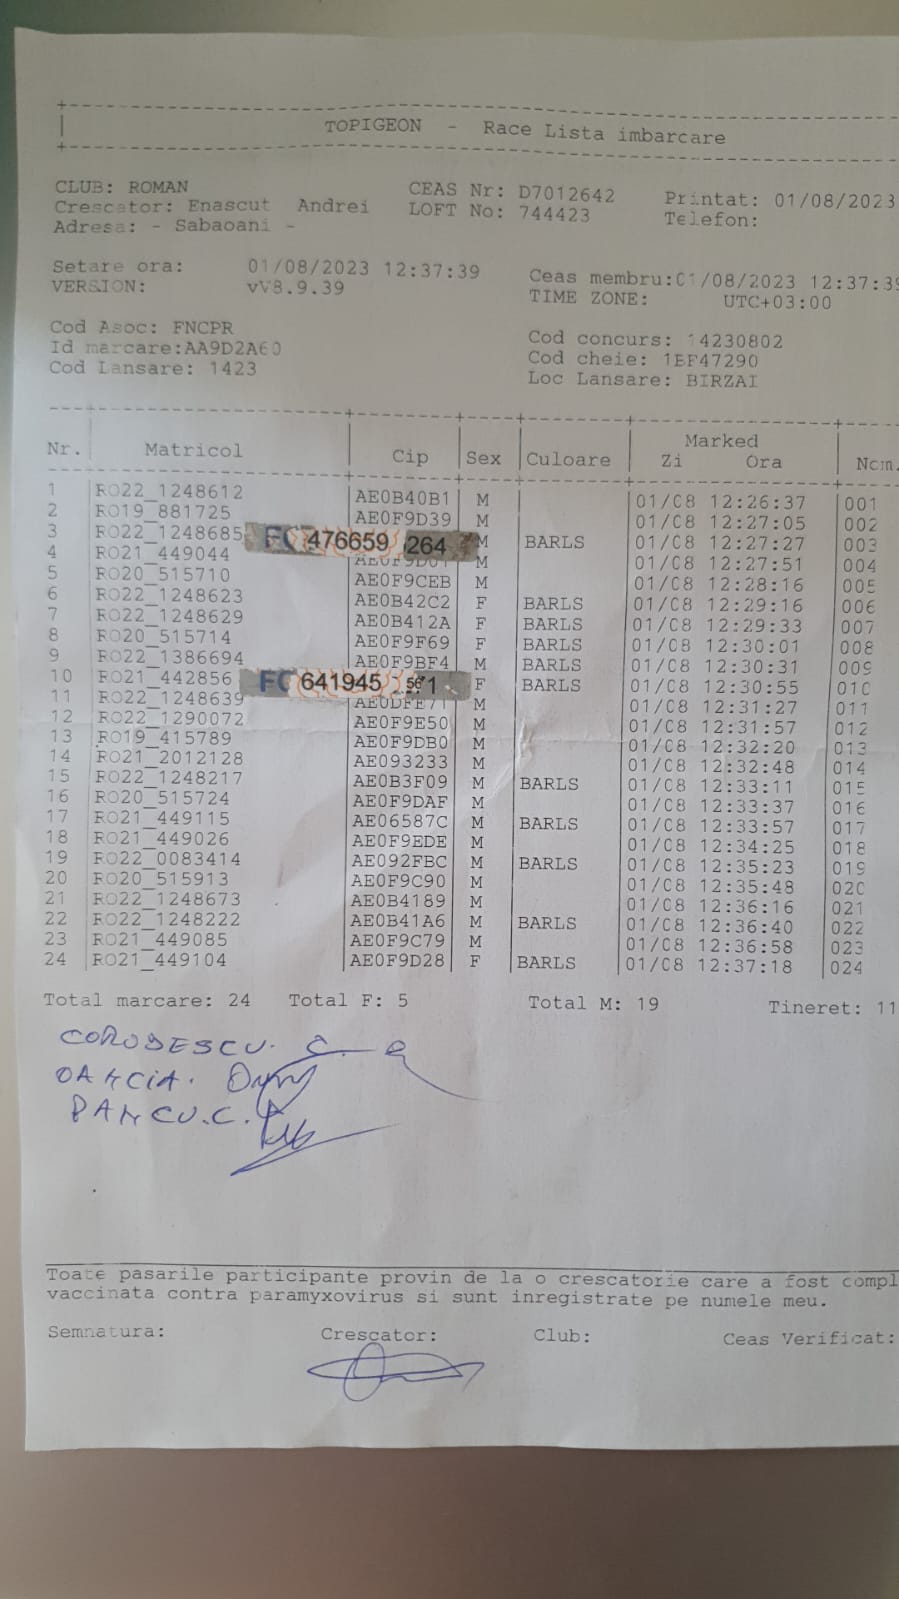 TOPIGEON - Race Lista imbarcare
CLUB: ROMAN CEAS Nr: D7012642 Printat: 01/08/2023
Crescator: Enascut Andrei LOFT No: 744423 Telefon:
Adresa: - Sabaoani -
Setare ora: 01/08/2023 12:37:39 Ceas membru:01/08/2023 12:37:39
VERSION: vV8.9.39 TIME ZONE: UTC+03:00
Cod Asoc: FNCPR Cod concurs: 14230802
Id marcare:AA9D2A60 Cod cheie: 1BF47290
Cod Lansare: 1423 Loc Lansare: BIRZAI
Nr. Matricol Cip Sex Culoare Marked Zi Ora Nom.
1 RO22_1248612 AE0B40B1 M 01/08 12:26:37 001
2 RO19_881725 AE0F9D39 M 01/08 12:27:05 002
3 RO22_1248685 FC 476659 264 M BARLS 01/08 12:27:27 003
4 RO21_449044 M 01/08 12:27:51 004
5 RO20_515710 AE0F9CEB M 01/08 12:28:16 005
6 RO22_1248623 AE0B42C2 F BARLS 01/08 12:29:16 006
7 RO22_1248629 AE0B412A F BARLS 01/08 12:29:33 007
8 RO20_515714 AE0F9F69 F BARLS 01/08 12:30:01 008
9 RO22_1386694 AE0F9BF4 M BARLS 01/08 12:30:31 009
10 RO21_442856 FC 641945 F BARLS 01/08 12:30:55 010
11 RO22_1248639 AE0DFE71 M 01/08 12:31:27 011
12 RO22_1290072 AE0F9E50 M 01/08 12:31:57 012
13 RO19_415789 AE0F9DB0 M 01/08 12:32:20 013
14 RO21_2012128 AE093233 M 01/08 12:32:48 014
15 RO22_1248217 AE0B3F09 M BARLS 01/08 12:33:11 015
16 RO20_515724 AE0F9DAF M 01/08 12:33:37 016
17 RO21_449115 AE06587C M BARLS 01/08 12:33:57 017
18 RO21_449026 AE0F9EDE M 01/08 12:34:25 018
19 RO22_0083414 AE092FBC M BARLS 01/08 12:35:23 019
20 RO20_515913 AE0F9C90 M 01/08 12:35:48 020
21 RO22_1248673 AE0B4189 M 01/08 12:36:16 021
22 RO22_1248222 AE0B41A6 M BARLS 01/08 12:36:40 022
23 RO21_449085 AE0F9C79 M 01/08 12:36:58 023
24 RO21_449104 AE0F9D28 F BARLS 01/08 12:37:18 024
Total marcare: 24 Total F: 5 Total M: 19 Tineret: 11
CORODESCU. C.
OANCIA.
PANCU.C.
Toate pasarile participante provin de la o crescatorie care a fost compl
vaccinata contra paramyxovirus si sunt inregistrate pe numele meu.
Semnatura: Crescator: Club: Ceas Verificat: